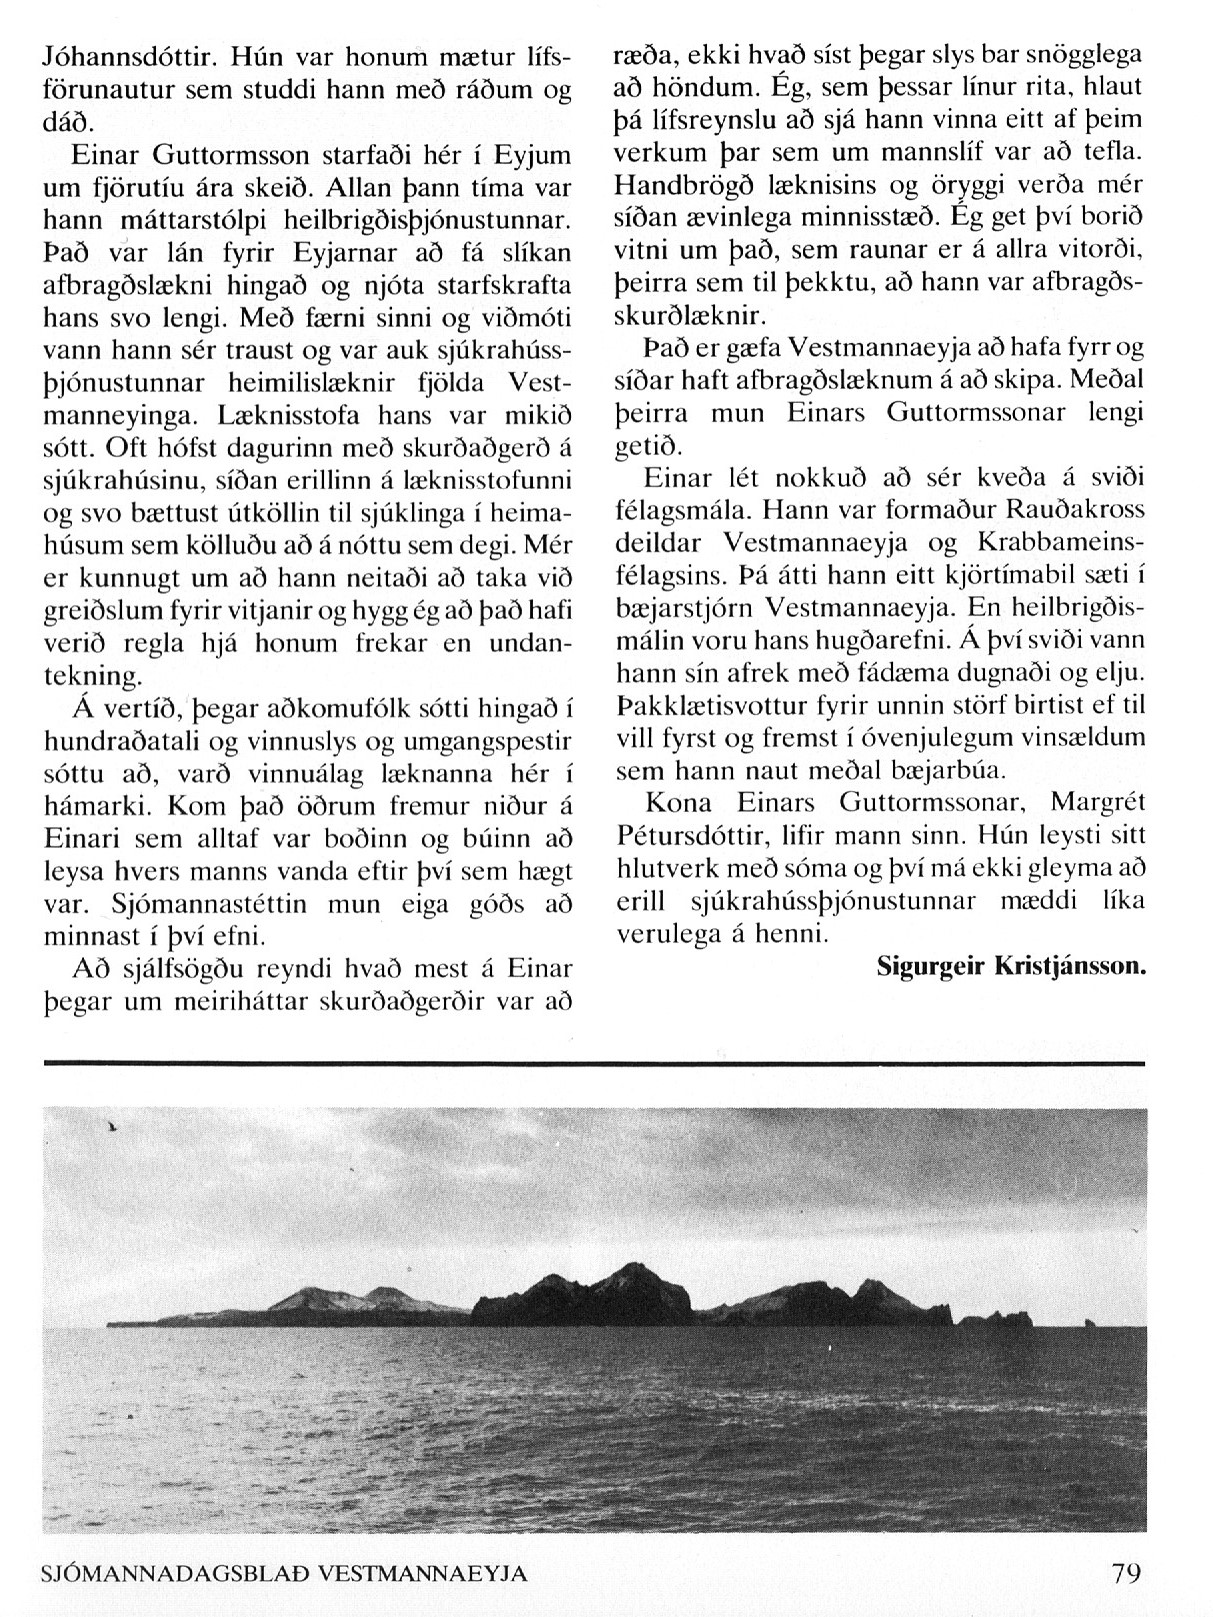 Jóhannsdóttir. Hún var honum mætur lífs-
förunautur sem studdi hann með ráðum og
dáð.
Einar Guttormsson starfaði hér í Eyjum
um fjörutíu ára skeið. Allan þann tíma var
hann máttarstólpi heilbrigðisþjónustunnar.
Það var lán fyrir Eyjarnar að fá slíkan
afbragðslækni hingað og njóta starfskrafta
hans svo lengi. Með færni sinni og viðmóti
vann hann sér traust og var auk sjúkrahúss-
þjónustunnar heimilislæknir fjölda Vest-
manneyinga. Læknisstofa hans var mikið
sótt. Oft hófst dagurinn með skurðaðgerð á
sjúkrahúsinu, síðan erillinn á læknisstofunni
og svo bættust útköllin til sjúklinga í heima-
húsum sem kölluðu að á nóttu sem degi. Mér
er kunnugt um að hann neitaði að taka við
greiðslum fyrir vitjanir og hygg ég að það hafi
verið regla hjá honum frekar en undan-
tekning.
Á vertíð, þegar aðkomufólk sótti hingað í
hundraðatali og vinnuslys og umgangspestir
sóttu að, varð vinnuálag læknanna hér í
hámarki. Kom það öðrum fremur niður á
Einari sem alltaf var boðinn og búinn að
leysa hvers manns vanda eftir því sem hægt
var. Sjómannastéttin mun eiga góðs að
minnast í því efni.
Að sjálfsögðu reyndi hvað mest á Einar
þegar um meiriháttar skurðaðgerðir var að
ræða, ekki hvað síst þegar slys bar snögglega
að höndum. Ég, sem þessar línur rita, hlaut
þá lífsreynslu að sjá hann vinna eitt af þeim
verkum þar sem um mannslíf var að tefla.
Handbrögð læknisins og öryggi verða mér
síðan ævinlega minnisstæð. Ég get því borið
vitni um það, sem raunar er á allra vitorði,
þeirra sem til þekktu, að hann var afbragðs-
skurðlæknir.
Það er gæfa Vestmannaeyja að hafa fyrr og
síðar haft afbragðslæknum á að skipa. Meðal
þeirra mun Einars Guttormssonar lengi
getið.
Einar lét nokkuð að sér kveða á sviði
félagsmála. Hann var formaður Rauðakross
deildar Vestmannaeyja og Krabbameins-
félagsins. Þá átti hann eitt kjörtímabil sæti í
bæjarstjórn Vestmannaeyja. En heilbrigðis-
málin voru hans hugðarefni. Á því sviði vann
hann sín afrek með fádæma dugnaði og elju.
Þakklætisvottur fyrir unnin störf birtist ef til
vill fyrst og fremst í óvenjulegum vinsældum
sem hann naut meðal bæjarbúa.
Kona Einars Guttormssonar, Margrét
Pétursdóttir, lifir mann sinn. Hún leysti sitt
hlutverk með sóma og því má ekki gleyma að
erill sjúkrahússþjónustunnar mæddi líka
verulega á henni.
Sigurgeir Kristjánsson.
SJÓMANNADAGSBLAÐ VESTMANNAEYJA
79